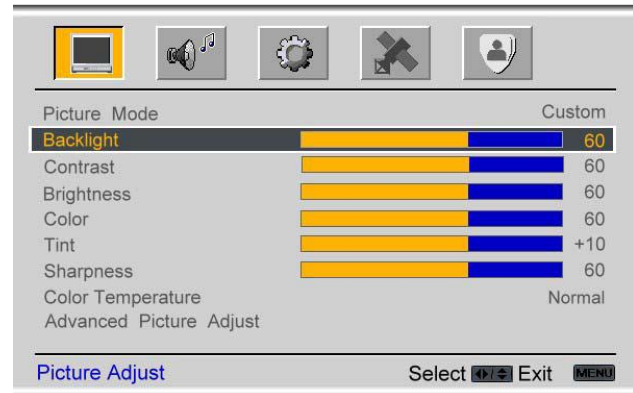 Picture Mode Custom
Backlight 60
Contrast 60
Brightness 60
Color 60
Tint +10
Sharpness 60
Color Temperature Normal
Advanced Picture Adjust
Picture Adjust Select Exit MENU